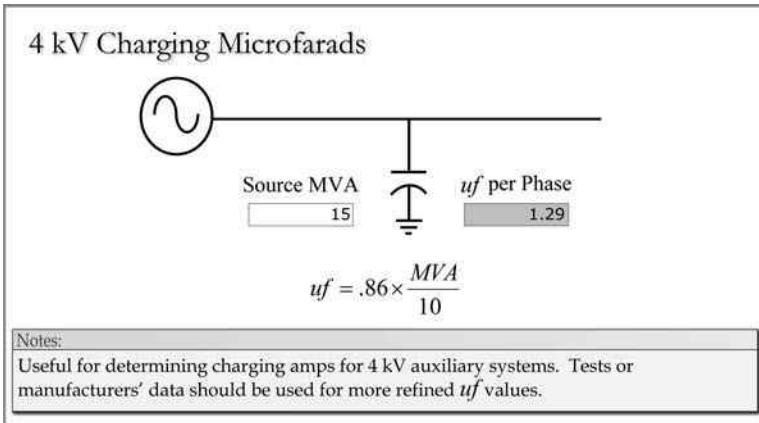 4 kV Charging Microfarads
Source MVA
uf per Phase
15
1.29
uf = .86 × MVA
10
Notes:
Useful for determining charging amps for 4 kV auxiliary systems. Tests or
manufacturers’ data should be used for more refined uf values.